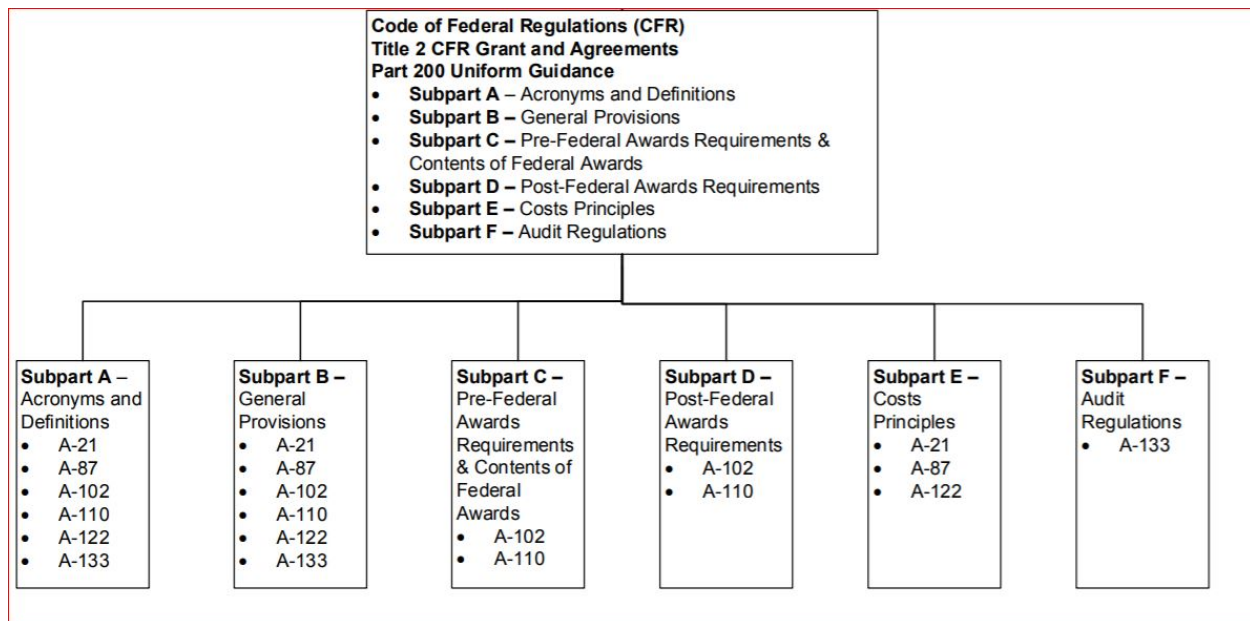 Code of Federal Regulations (CFR)
Title 2 CFR Grant and Agreements
Part 200 Uniform Guidance
• Subpart A – Acronyms and Definitions
• Subpart B – General Provisions
• Subpart C – Pre-Federal Awards Requirements &
Contents of Federal Awards
• Subpart D – Post-Federal Awards Requirements
• Subpart E – Costs Principles
• Subpart F – Audit Regulations
Subpart A –
Acronyms and
Definitions
• A-21
• A-87
• A-102
• A-110
• A-122
• A-133
Subpart B –
General
Provisions
• A-21
• A-87
• A-102
• A-110
• A-122
• A-133
Subpart C –
Pre-Federal
Awards
Requirements
& Contents of
Federal
Awards
• A-102
• A-110
Subpart D –
Post-Federal
Awards
Requirements
• A-102
• A-110
Subpart E –
Costs
Principles
• A-21
• A-87
• A-122
Subpart F –
Audit
Regulations
• A-133